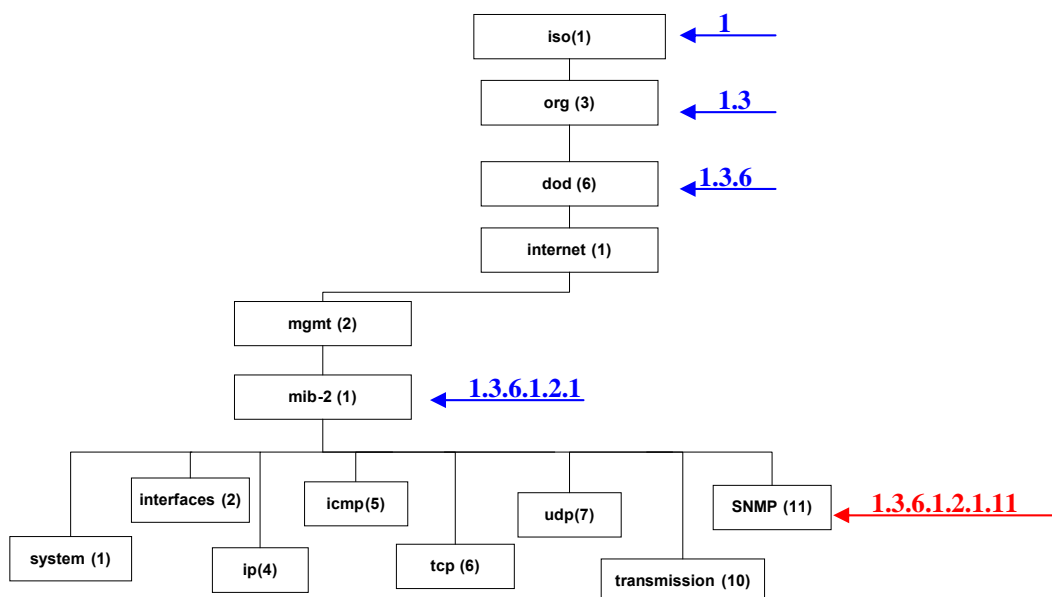 iso(1)
1
org (3)
1.3
dod (6)
1.3.6
internet (1)
mgmt (2)
mib-2 (1)
1.3.6.1.2.1
interfaces (2)
icmp(5)
udp(7)
SNMP (11)
1.3.6.1.2.1.11
system (1)
ip(4)
tcp (6)
transmission (10)